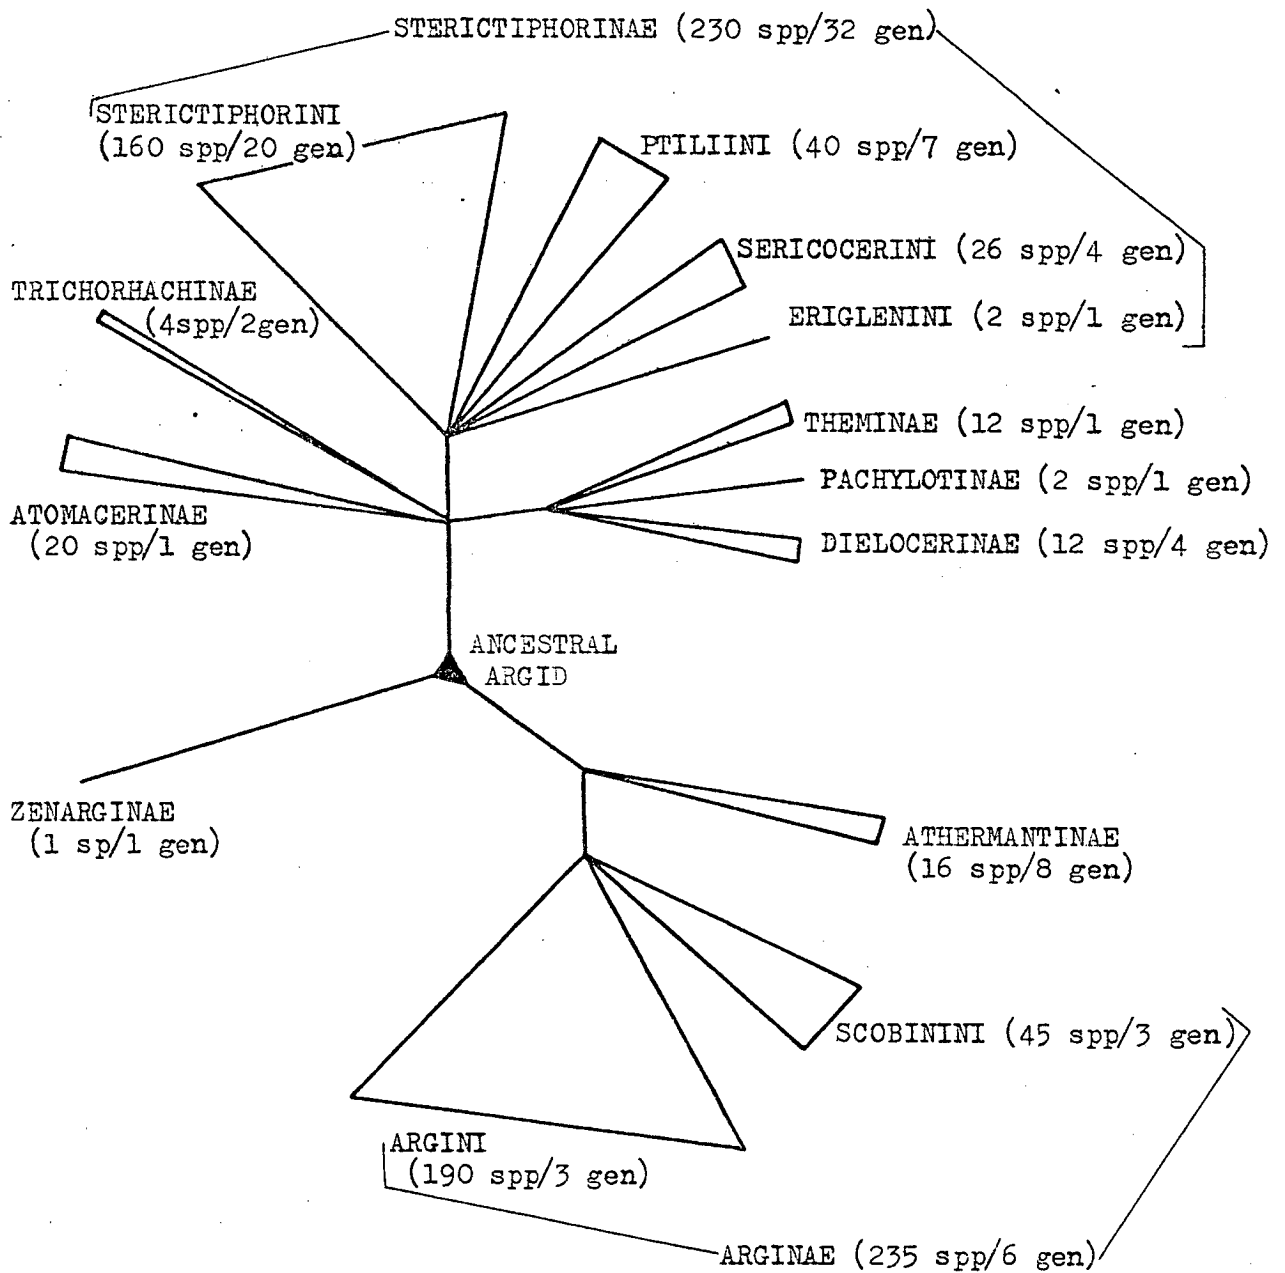 STERICTIPHORINAE (230 spp/32 gen)
STERICTIPHORINI
(160 spp/20 gen)
PTILIINI (40 spp/7 gen)
SERICOCERINI (26 spp/4 gen)
TRICHORHACHINAE
(4spp/2gen)
ERIGLENINI (2 spp/1 gen)
THEMINAE (12 spp/1 gen)
PACHYLOTINAE (2 spp/1 gen)
ATOMACERINAE
(20 spp/1 gen)
DIELOCERINAE (12 spp/4 gen)
ANCESTRAL
ARGID
ZENARGINAE
(1 sp/1 gen)
ATHERMANTINAE
(16 spp/8 gen)
SCOBININI (45 spp/3 gen)
ARGINI
(190 spp/3 gen)
ARGINAE (235 spp/6 gen)